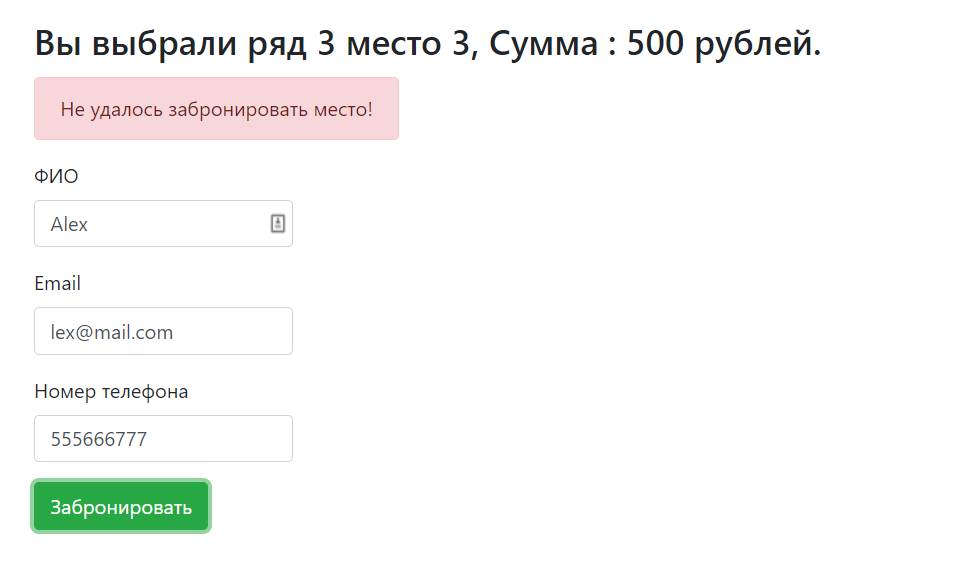 Вы выбрали ряд 3 место 3, Сумма : 500 рублей.
Не удалось забронировать место!
ФИО
Alex
Email
lex@mail.com
Номер телефона
555666777
Забронировать